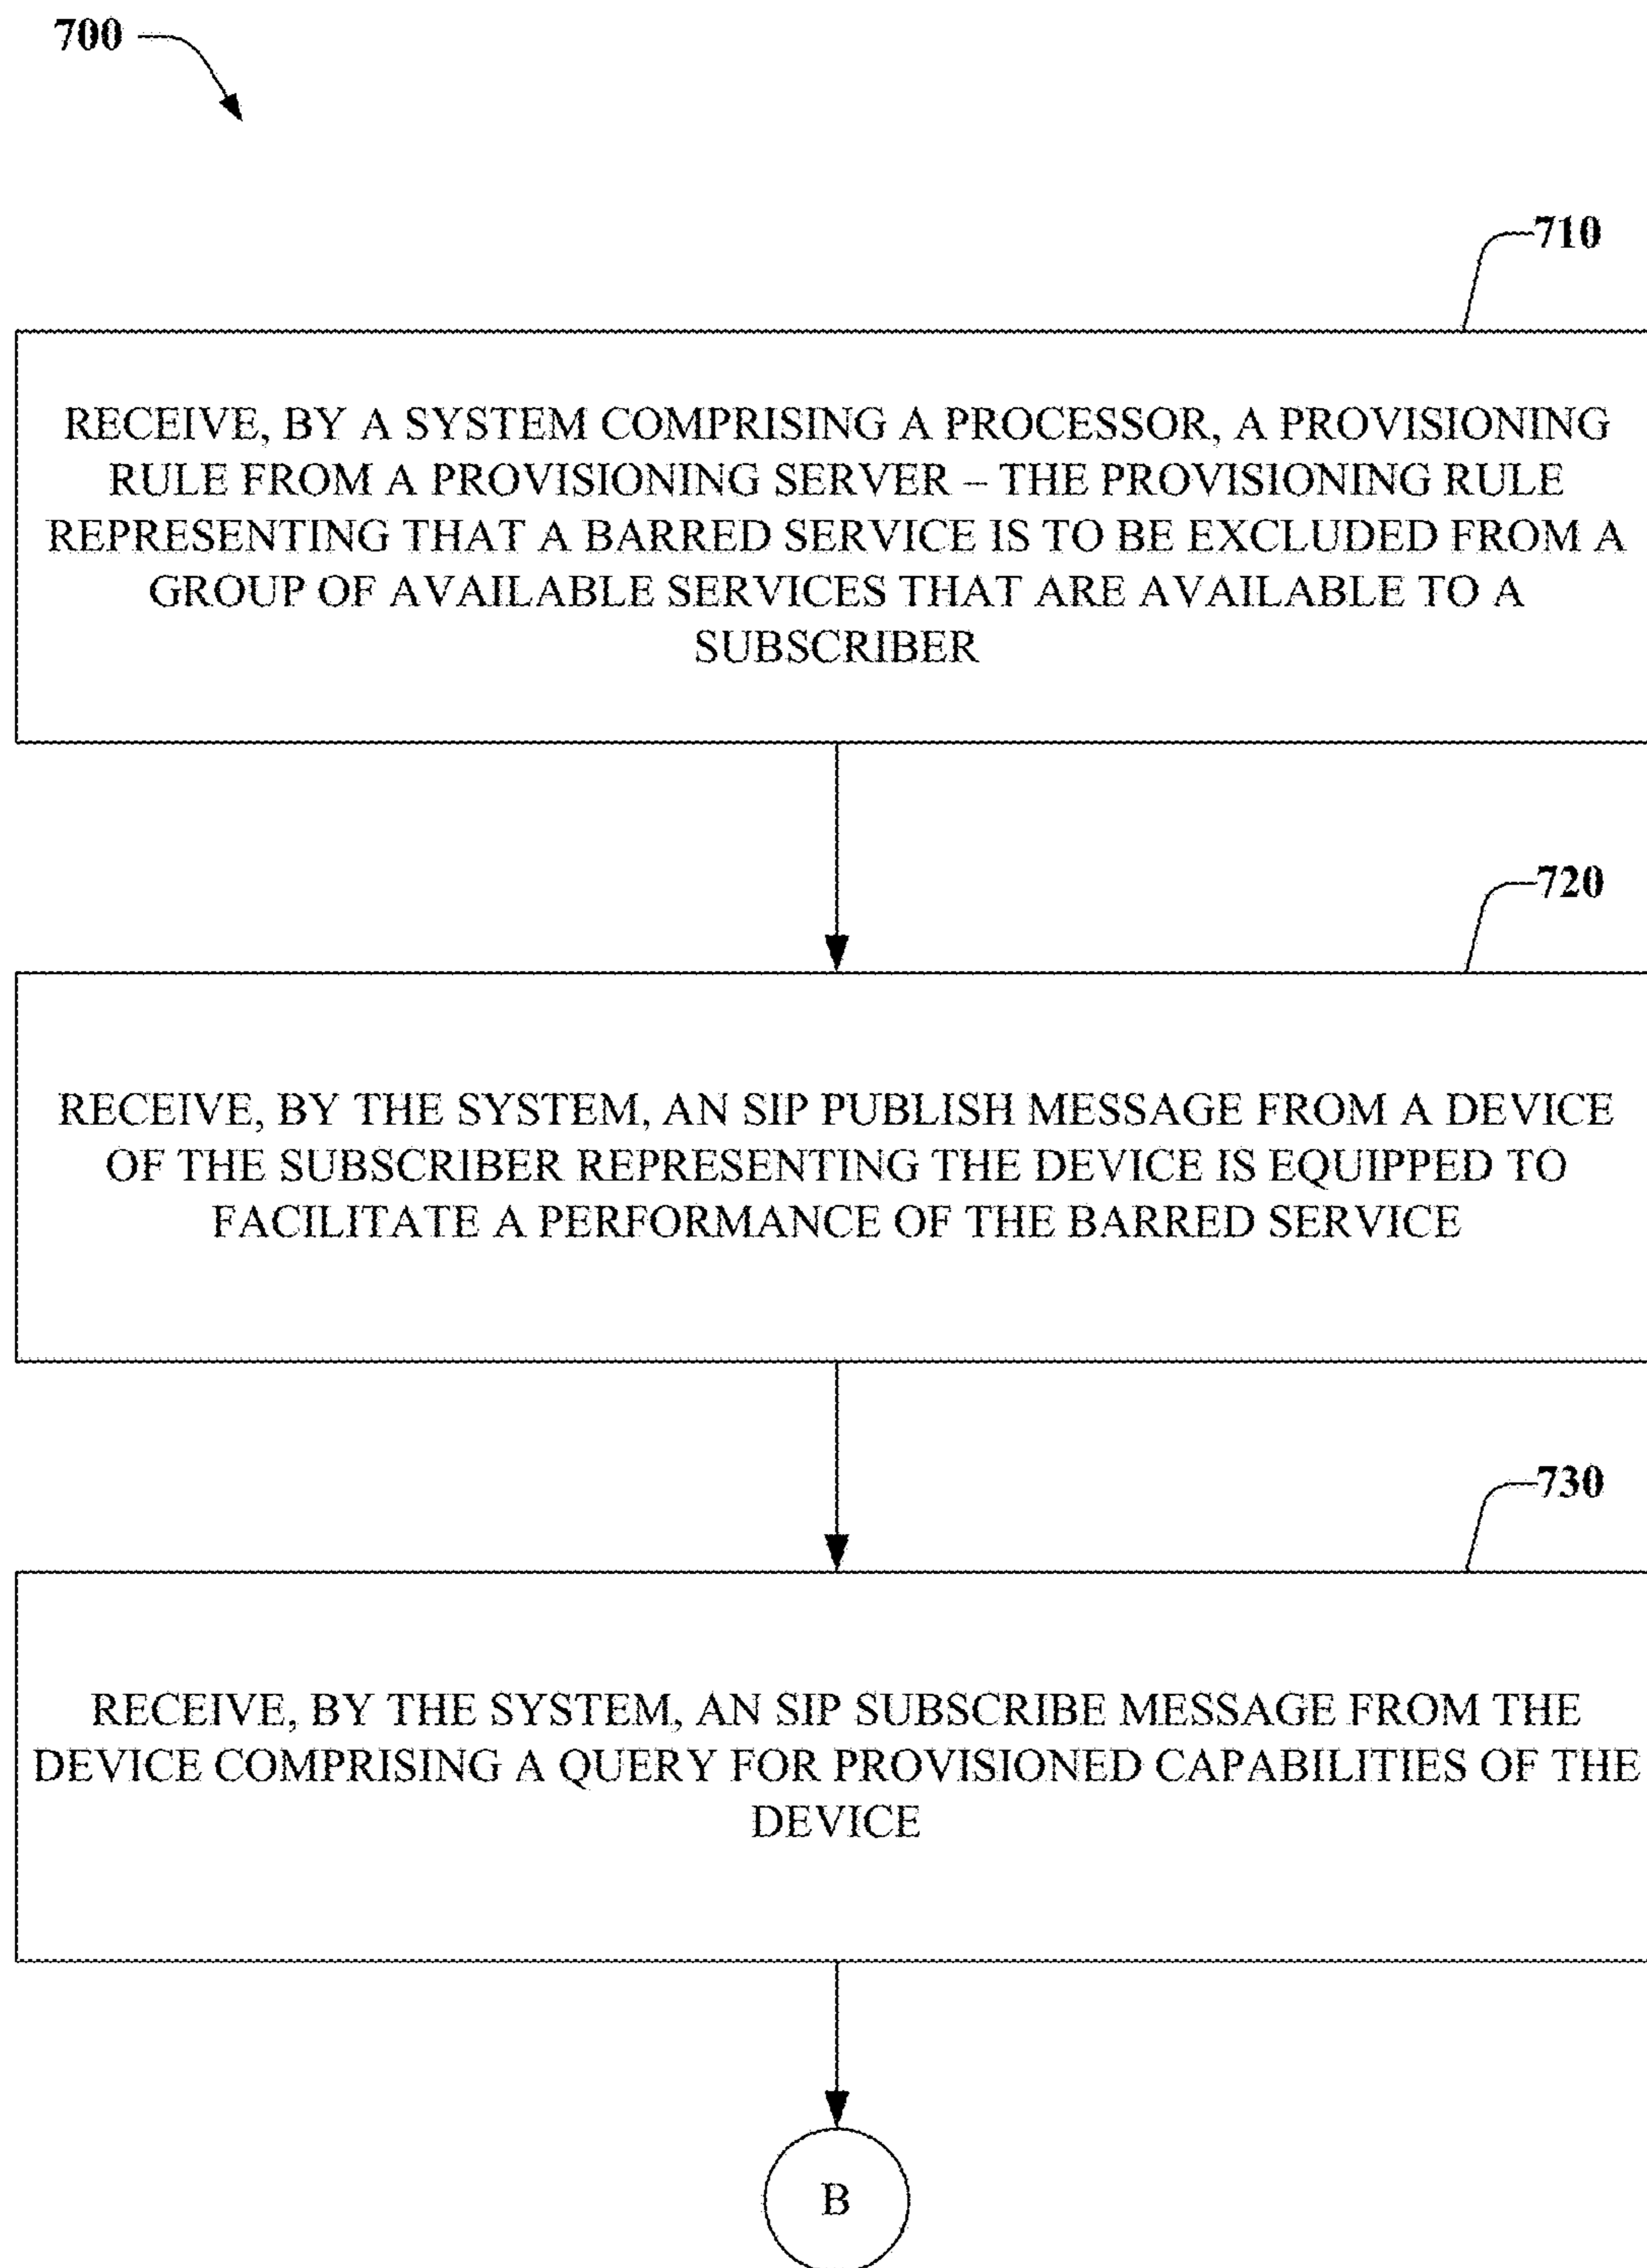 700
710
RECEIVE, BY A SYSTEM COMPRISING A PROCESSOR, A PROVISIONING
RULE FROM A PROVISIONING SERVER – THE PROVISIONING RULE
REPRESENTING THAT A BARRED SERVICE IS TO BE EXCLUDED FROM A
GROUP OF AVAILABLE SERVICES THAT ARE AVAILABLE TO A
SUBSCRIBER
720
RECEIVE, BY THE SYSTEM, AN SIP PUBLISH MESSAGE FROM A DEVICE
OF THE SUBSCRIBER REPRESENTING THE DEVICE IS EQUIPPED TO
FACILITATE A PERFORMANCE OF THE BARRED SERVICE
730
RECEIVE, BY THE SYSTEM, AN SIP SUBSCRIBE MESSAGE FROM THE
DEVICE COMPRISING A QUERY FOR PROVISIONED CAPABILITIES OF THE
DEVICE
B